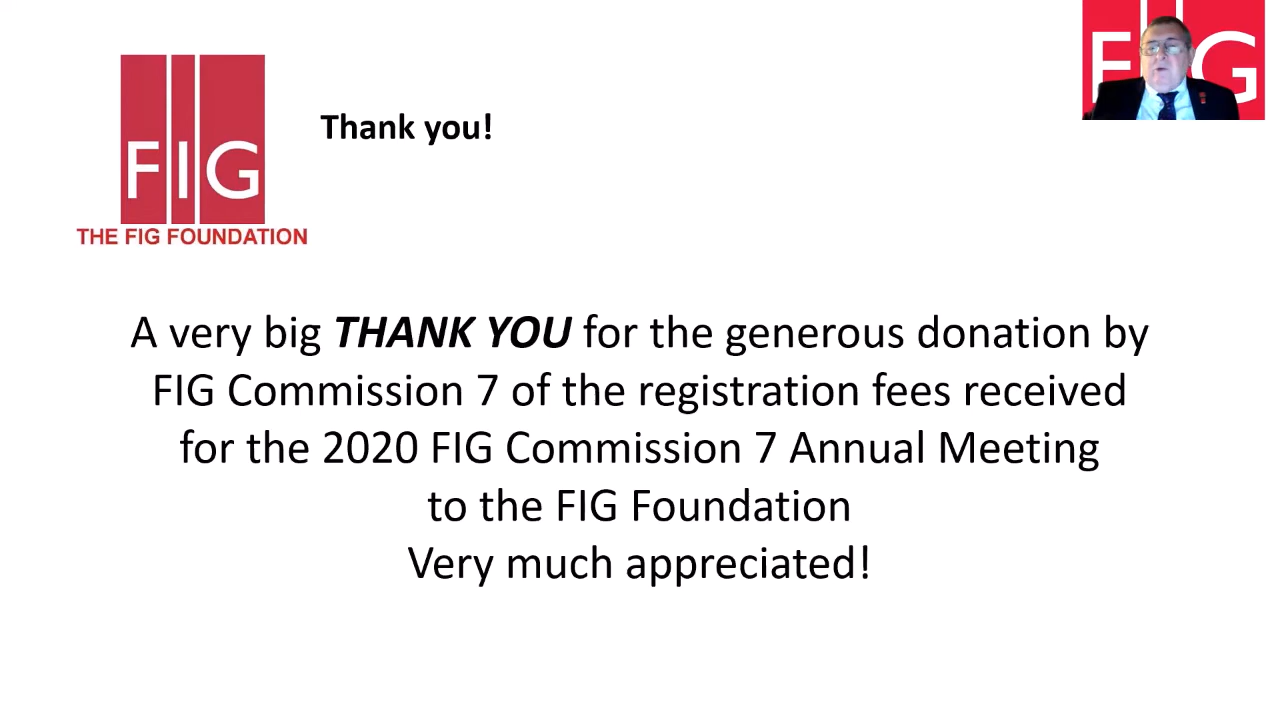 FIG
THE FIG FOUNDATION
Thank you!
F G
A very big THANK YOU for the generous donation by
FIG Commission 7 of the registration fees received
for the 2020 FIG Commission 7 Annual Meeting
to the FIG Foundation
Very much appreciated!